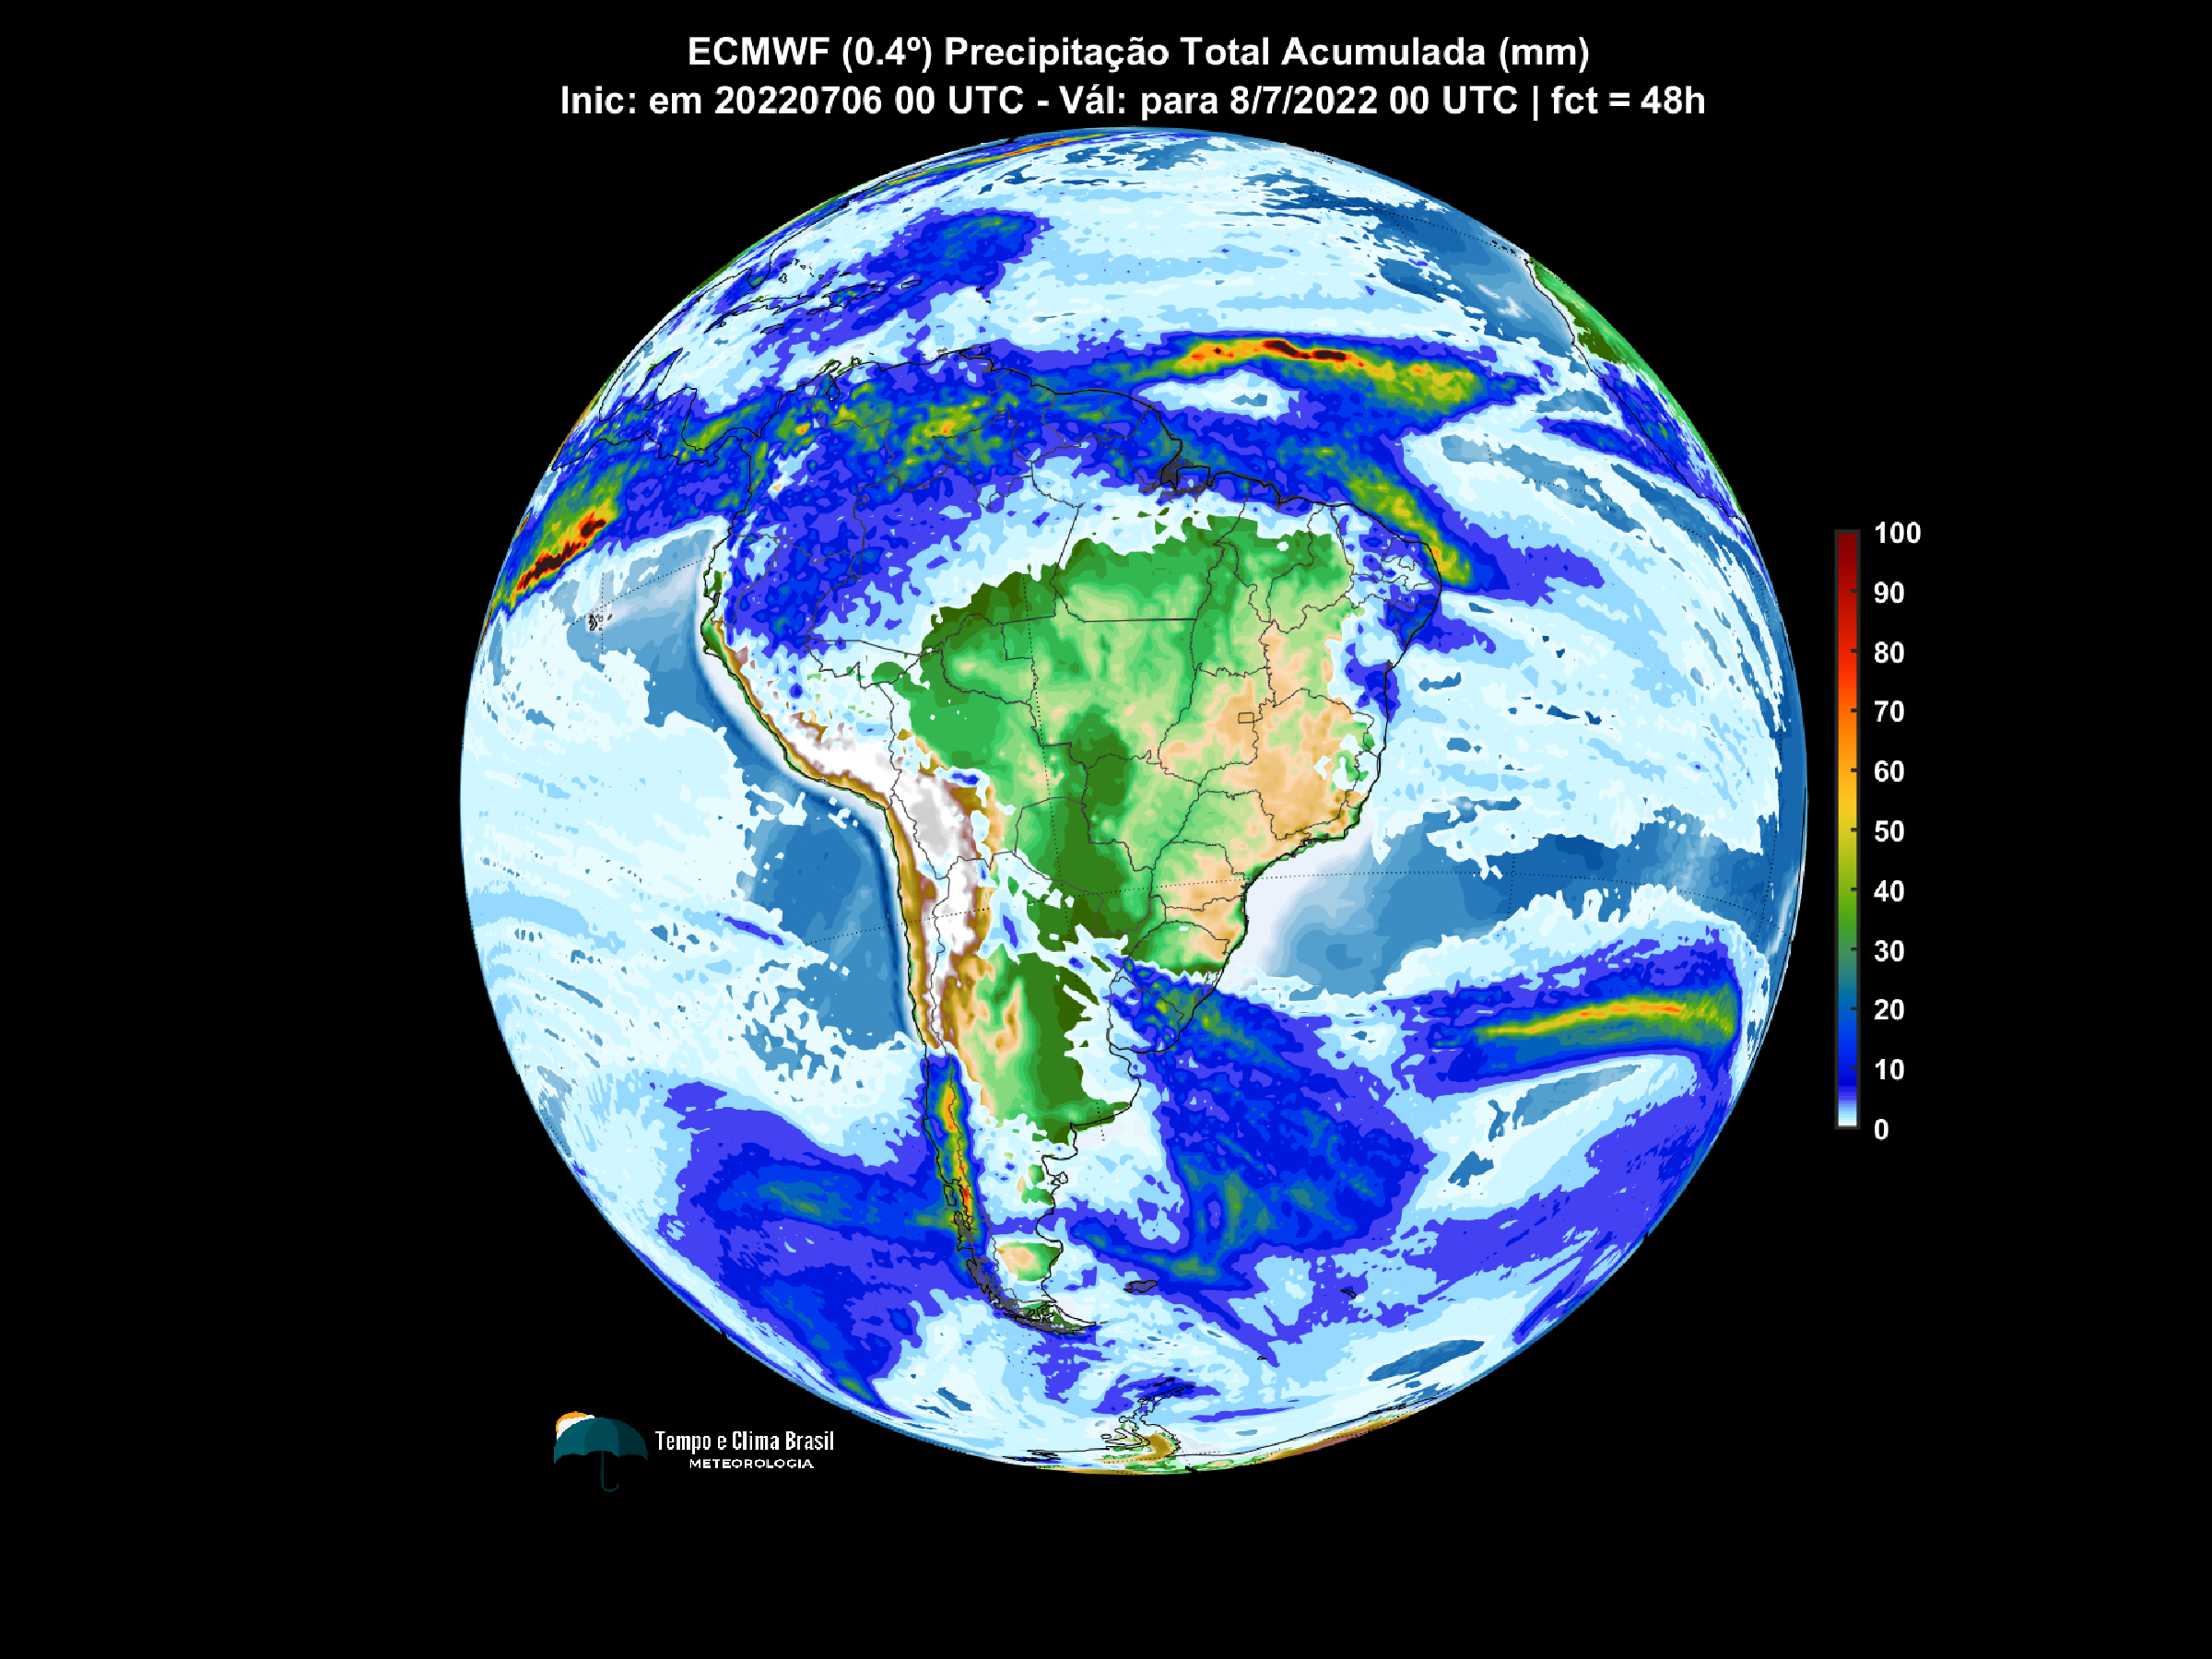 ECMWF (0.4º) Precipitação Total Acumulada (mm)
Inic: em 20220706 00 UTC - Vál: para 8/7/2022 00 UTC | fct = 48h
100
90
80
70
60
50
40
30
20
10
0
Tempo e Clima Brasil
METEOROLOGIA